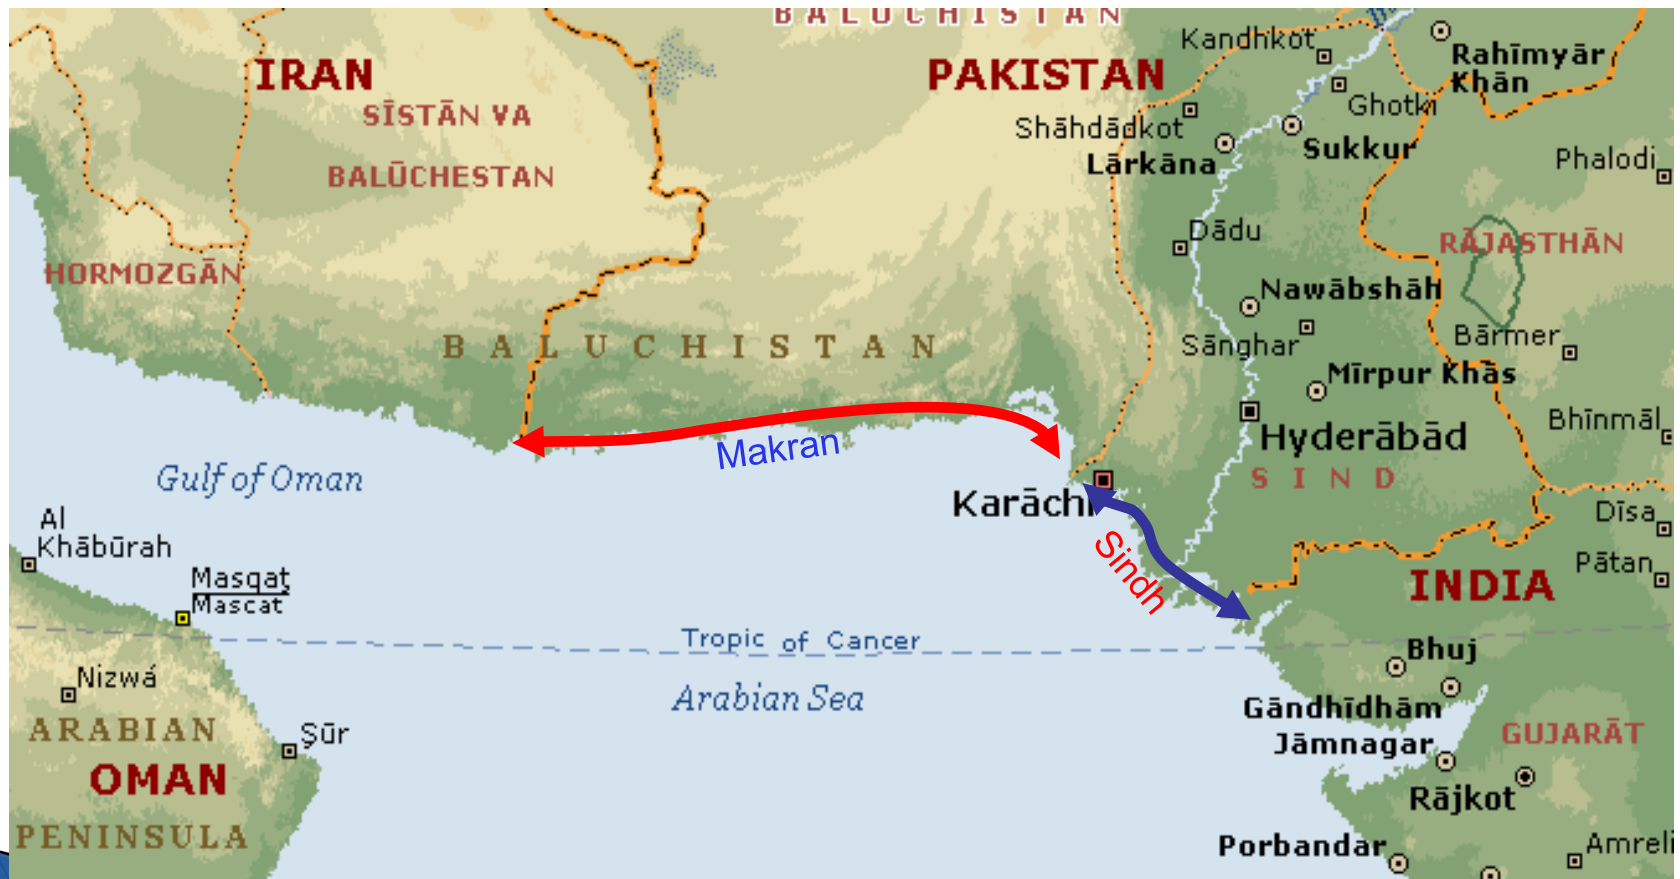 BALUCHISTAN
Kandhkot
Rahīmyār
Khān
IRAN
PAKISTAN
SĪSTĀN VA
BALŪCHESTAN
Ghotki
Shāhdādkot
Sukkur
Lārkāna
Phalodi
Dādu
RĀJASTHĀN
HORMOZGĀN
Nawābshāh
Sānghar
Bārmer
BALUCHISTAN
Mīrpur Khās
Bhīnmāl
Makran
Hyderābād
Gulf of Oman
SIND
Karāchi
Dīsa
Al
Khābūrah
Sindh
Pātan
Masqaţ
Mascat
INDIA
Tropic of Cancer
Bhuj
Nizwá
Arabian Sea
Gāndhīdhām
ARABIAN
Şūr
Jāmnagar
GUJARĀT
OMAN
Rājkot
PENINSULA
Porbandar
Amreli